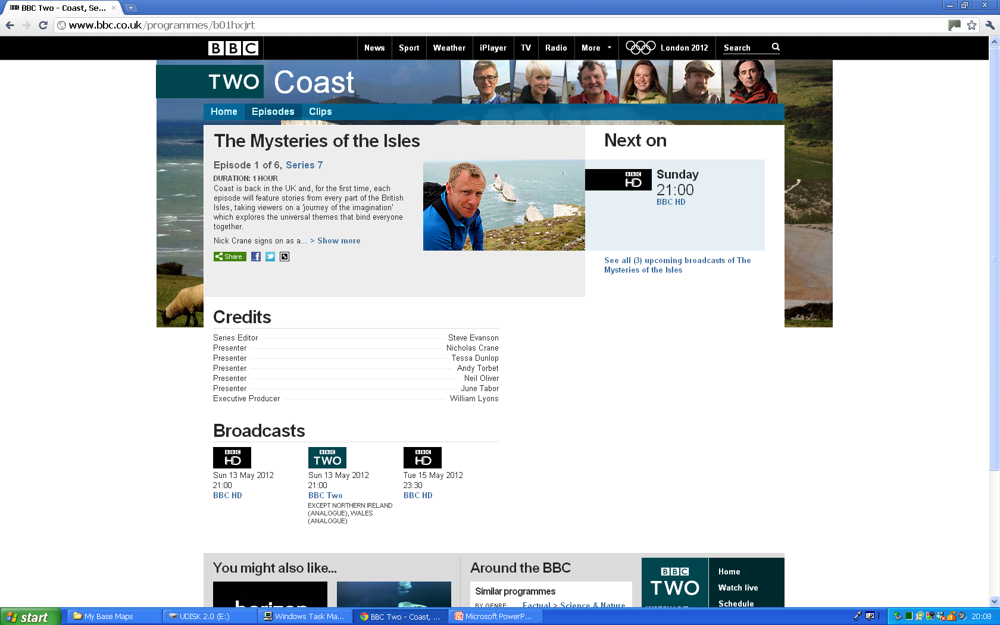 BBC Two - Coast, Se...
www.bbc.co.uk/programmes/b01hxjrt
BBC
News
Sport
Weather
iPlayer
TV
Radio
More
London 2012
Search
TWO
Coast
Home
Episodes
Clips
The Mysteries of the Isles
Episode 1 of 6, Series 7
DURATION: 1 HOUR
Coast is back in the UK and, for the first time, each
episode will feature stories from every part of the British
Isles, taking viewers on a 'journey of the imagination'
which explores the universal themes that bind everyone
together.
Nick Crane signs on as a... > Show more
Share
Next on
BBC
HD
Sunday
21:00
BBC HD
See all (3) upcoming broadcasts of The
Mysteries of the Isles
Credits
Series Editor Steve Evanson
Presenter Nicholas Crane
Presenter Tessa Dunlop
Presenter Andy Torbet
Presenter Neil Oliver
Presenter June Tabor
Executive Producer William Lyons
Broadcasts
BBC
HD
Sun 13 May 2012
21:00
BBC HD
BBC
TWO
Sun 13 May 2012
21:00
BBC Two
EXCEPT NORTHERN IRELAND
(ANALOGUE), WALES
(ANALOGUE)
BBC
HD
Tue 15 May 2012
23:30
BBC HD
You might also like...
horizon
Around the BBC
Similar programmes
BY GENRE: Factual > Science & Nature
BBC
TWO
Home
Watch live
Schedule
start
My Base Maps
UDISK 2.0 (E:)
Windows Task Ma...
BBC Two - Coast, ...
Microsoft PowerP...
20:08